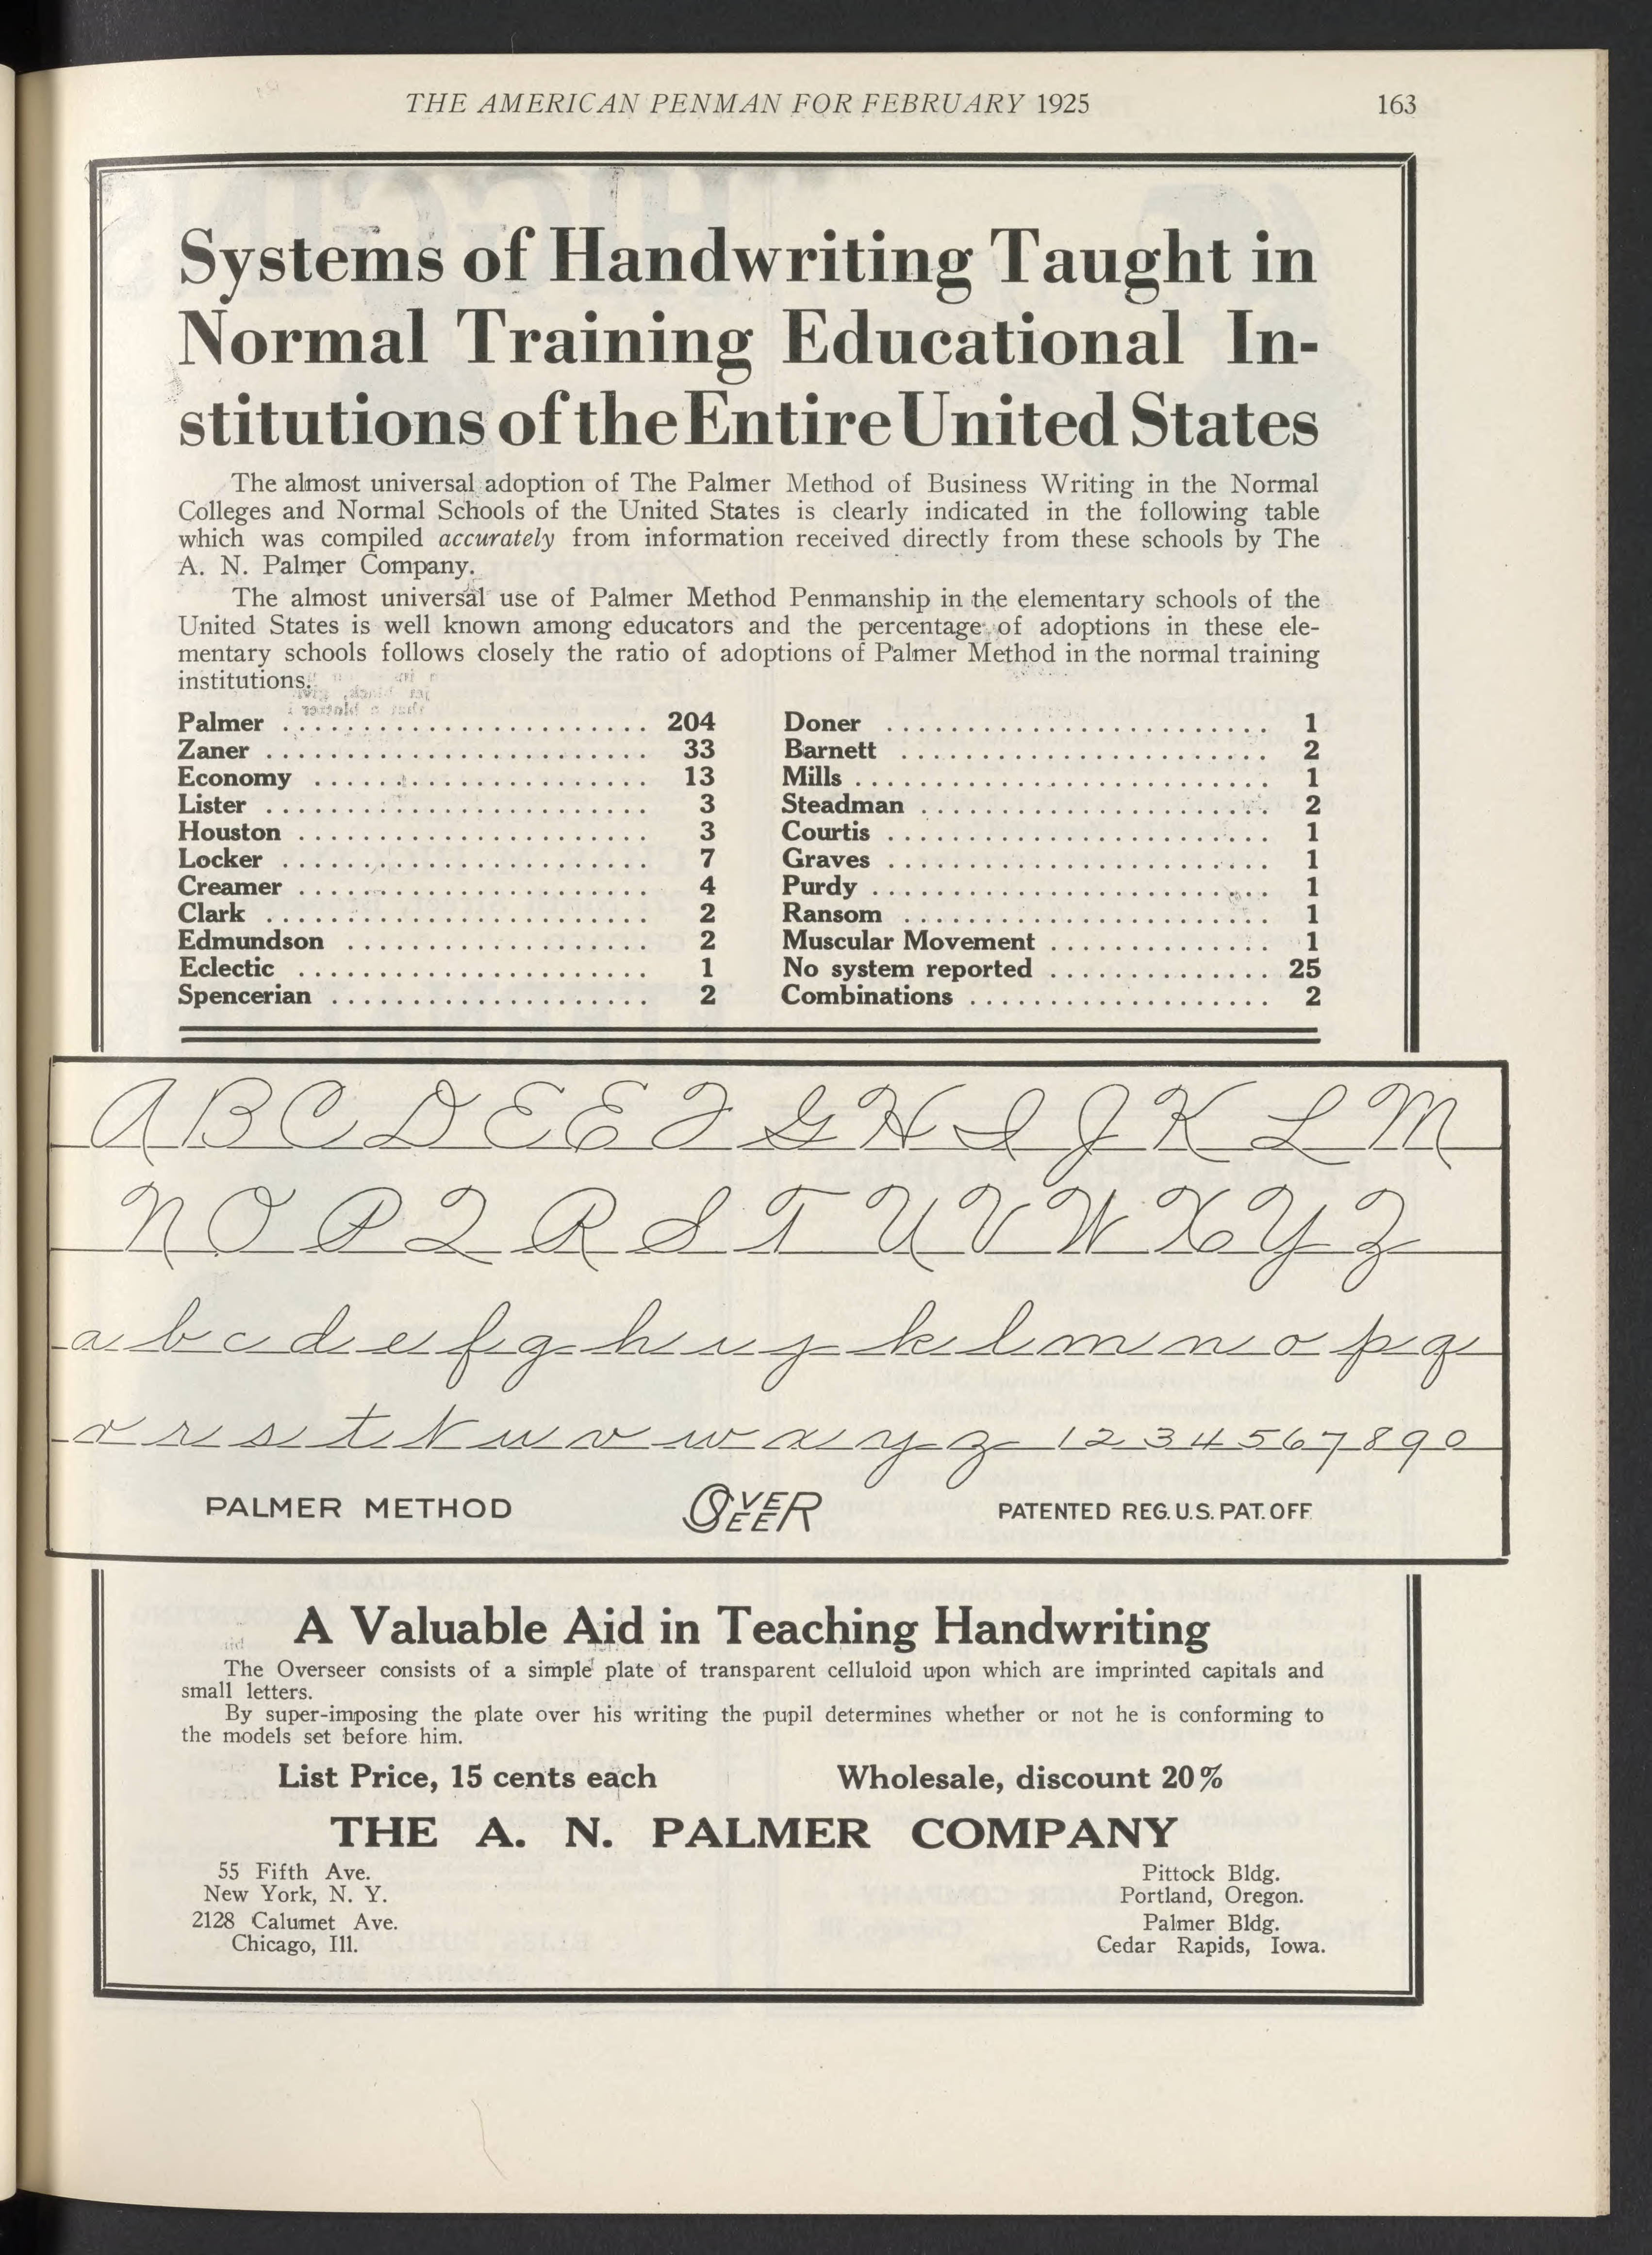 THE AMERICAN PENMAN FOR FEBRUARY 1925 163
Systems of Handwriting Taught in
Normal Training Educational In-
stitutions of the Entire United States
The almost universal adoption of The Palmer Method of Business Writing in the Normal
Colleges and Normal Schools of the United States is clearly indicated in the following table
which was compiled accurately from information received directly from these schools by The
A. N. Palmer Company.
The almost universal use of Palmer Method Penmanship in the elementary schools of the
United States is well known among educators and the percentage of adoptions in these ele-
mentary schools follows closely the ratio of adoptions of Palmer Method in the normal training
institutions.
Palmer ....................... 204
Zaner ........................ 33
Economy ..................... 13
Lister ........................ 3
Houston ...................... 3
Locker ....................... 7
Creamer ...................... 4
Clark ........................ 2
Edmundson ................... 2
Eclectic ...................... 1
Spencerian .................... 2
Doner ........................ 1
Barnett ....................... 2
Mills .......................... 1
Steadman ...................... 2
Courtis ........................ 1
Graves ........................ 1
Purdy ......................... 1
Ransom ....................... 1
Muscular Movement .............. 1
No system reported .............. 25
Combinations ................... 2
A B C D E E F G H I J K L M
N O P Q R S T U V W X Y Z
a b c d e f g h i j k l m n o p q
r r s t t u v w x y z 1 2 3 4 5 6 7 8 9 0
PALMER METHOD OVERSEER PATENTED REG. U.S. PAT. OFF.
A Valuable Aid in Teaching Handwriting
The Overseer consists of a simple plate of transparent celluloid upon which are imprinted capitals and
small letters.
By super-imposing the plate over his writing the pupil determines whether or not he is conforming to
the models set before him.
List Price, 15 cents each Wholesale, discount 20%
THE A. N. PALMER COMPANY
55 Fifth Ave.
New York, N. Y.
2128 Calumet Ave.
Chicago, Ill.
Pittock Bldg.
Portland, Oregon.
Palmer Bldg.
Cedar Rapids, Iowa.